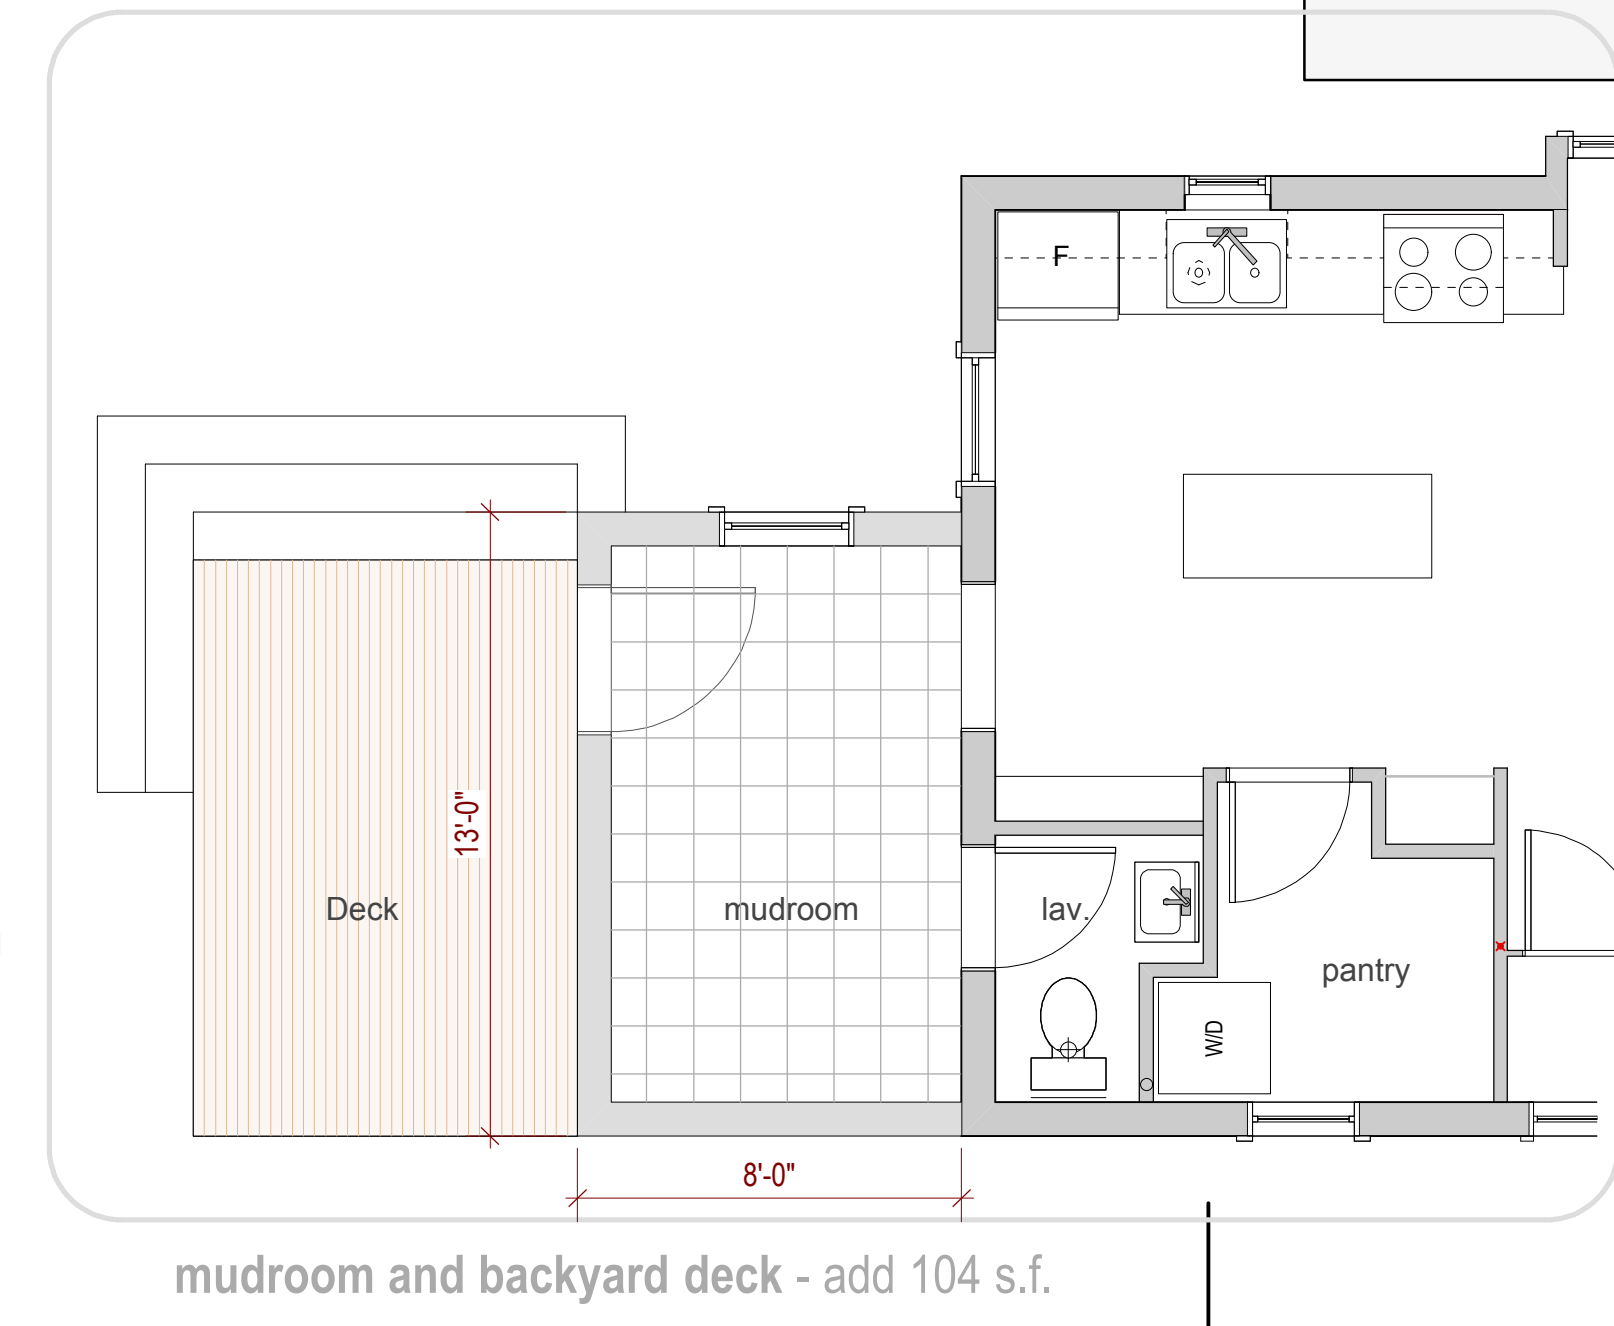 F
13'-0"
Deck
mudroom
lav.
pantry
W/D
8'-0"
mudroom and backyard deck - add 104 s.f.